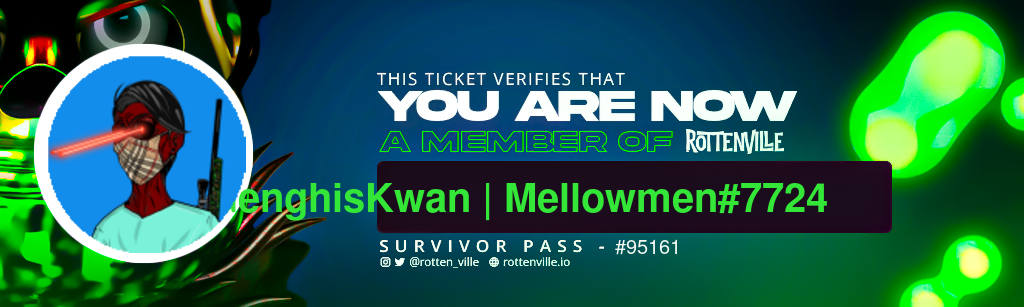 THIS TICKET VERIFIES THAT
YOU ARE NOW
A MEMBER OF ROTTENVILLE
enghisKwan | Mellowmen#7724
SURVIVOR PASS - #95161
@rotten_ville rottenville.io